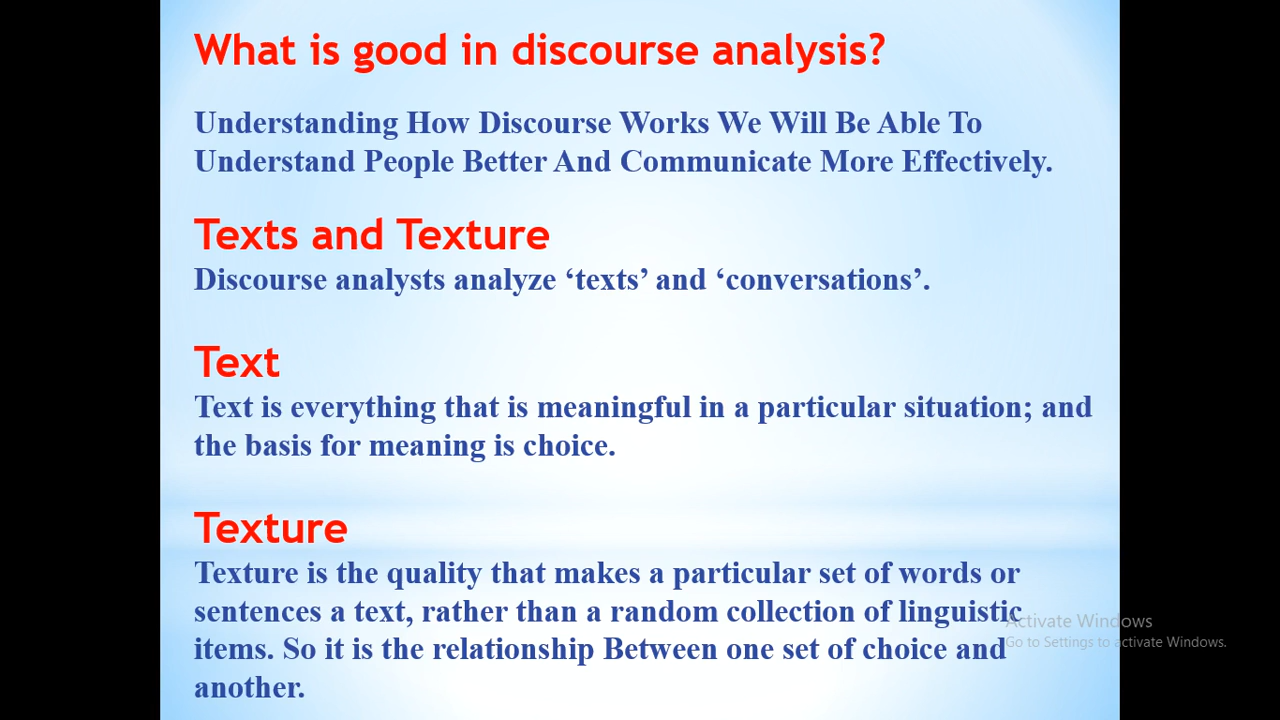 What is good in discourse analysis?
Understanding How Discourse Works We Will Be Able To
Understand People Better And Communicate More Effectively.
Texts and Texture
Discourse analysts analyze ‘texts’ and ‘conversations’.
Text
Text is everything that is meaningful in a particular situation; and
the basis for meaning is choice.
Texture
Texture is the quality that makes a particular set of words or
sentences a text, rather than a random collection of linguistic
items. So it is the relationship Between one set of choice and
another.
Activate Windows
Go to Settings to activate Windows.